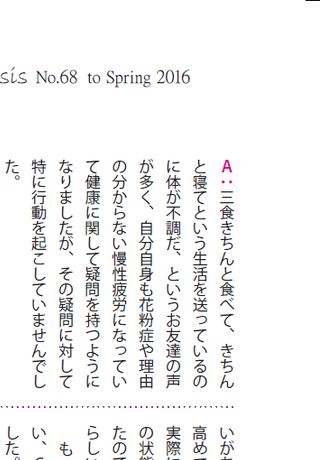 sis No.68 to Spring 2016
A：三食きちんと食べて、きちん
と寝てという生活を送っているの
に体が不調だ、というお友達の声
が多く、自分自身も花粉症や理由
の分からない慢性疲労になってい
て健康に関して疑問を持つように
なりましたが、その疑問に対して
特に行動を起こしていませんでし
た。
いがあ
高めて
実際に
の状態
たので
らしい
も
い、
した。